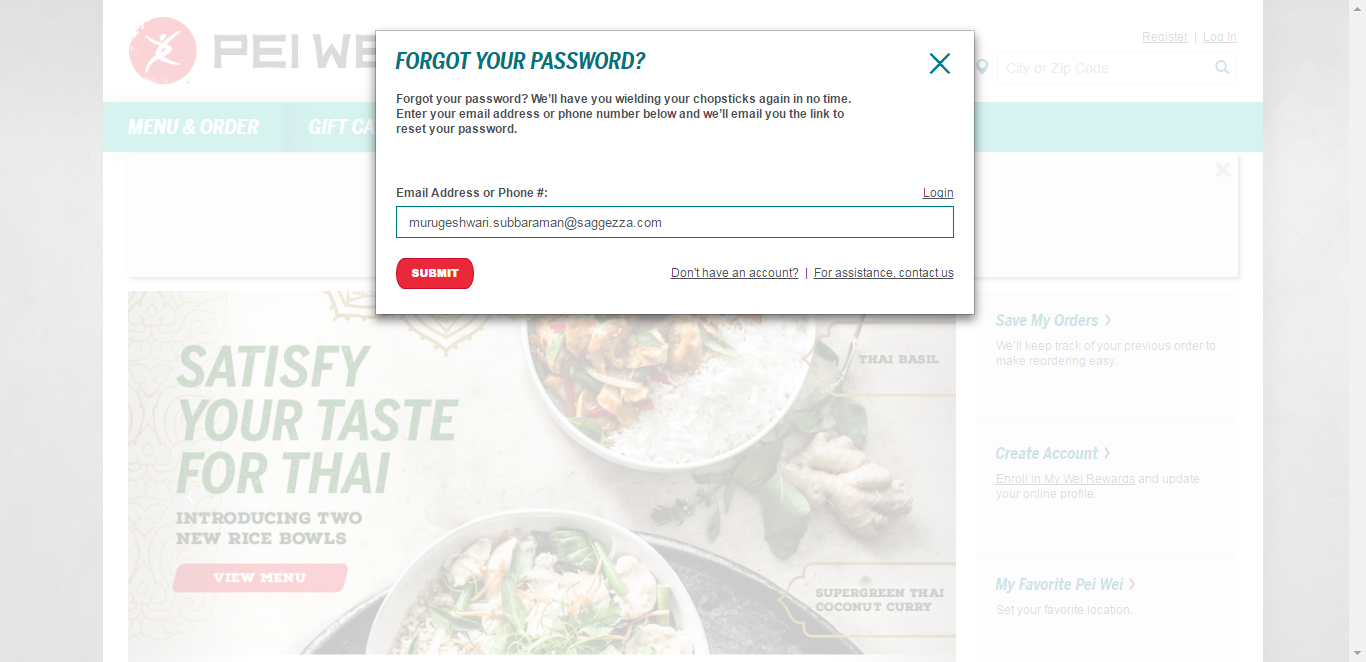 PEI WE
Register | Log In
City or Zip Code
MENU & ORDER
GIFT CA
FORGOT YOUR PASSWORD?
Forgot your password? We'll have you wielding your chopsticks again in no time.
Enter your email address or phone number below and we'll email you the link to
reset your password.
Email Address or Phone #:
Login
murugeshwari.subbaraman@saggezza.com
SUBMIT
Don't have an account? | For assistance, contact us
SATISFY
YOUR TASTE
FOR THAI
INTRODUCING TWO
NEW RICE BOWLS
VIEW MENU
THAI BASIL
SUPERGREEN THAI
COCONUT CURRY
Save My Orders
We'll keep track of your previous order to
make reordering easy.
Create Account
Enroll in My Wei Rewards and update
your online profile.
My Favorite Pei Wei
Set your favorite location.